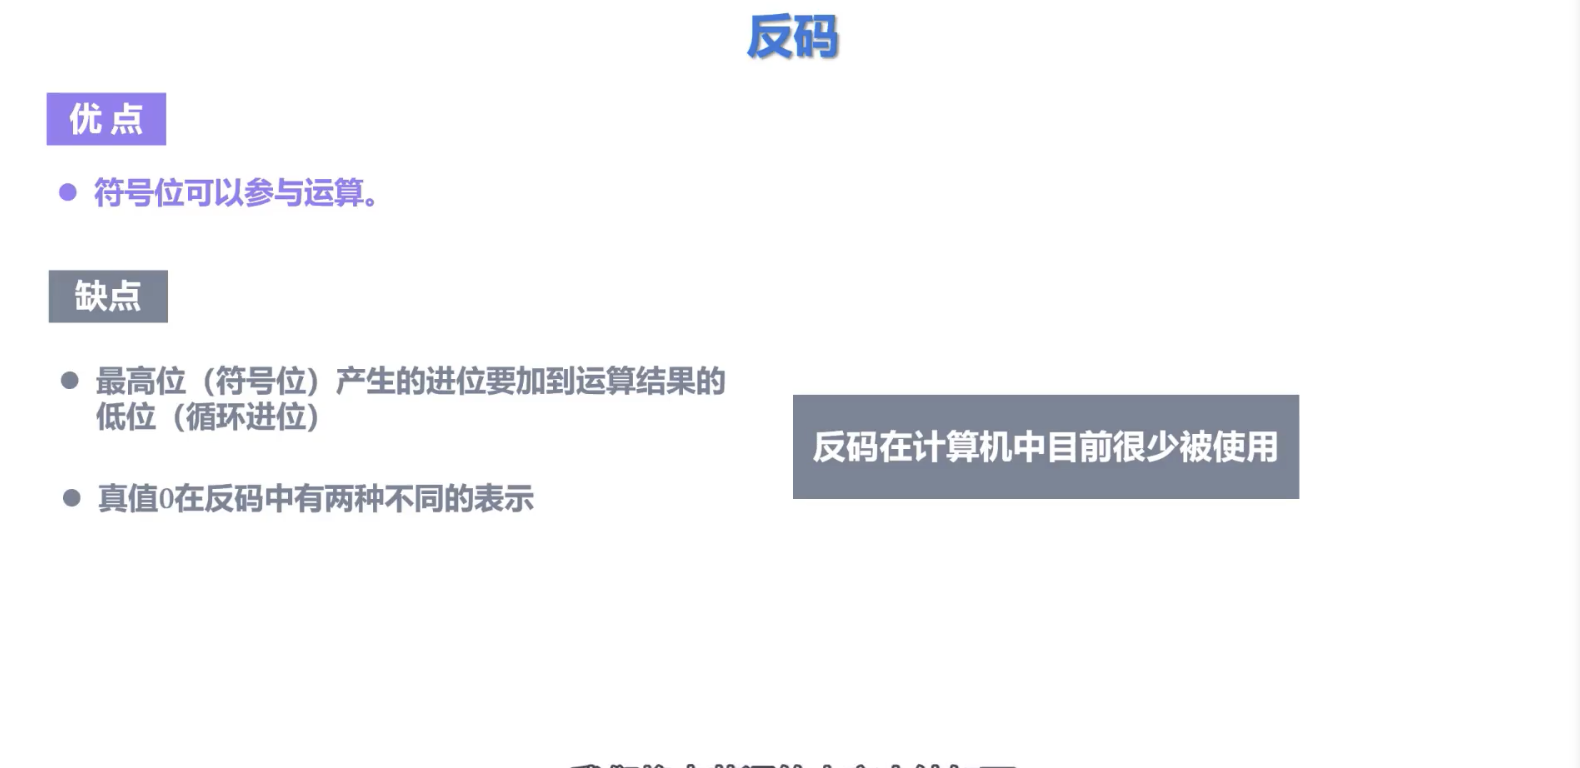 反码
优 点
● 符号位可以参与运算。
缺点
● 最高位（符号位）产生的进位要加到运算结果的
低位（循环进位）
反码在计算机中目前很少被使用
● 真值0在反码中有两种不同的表示